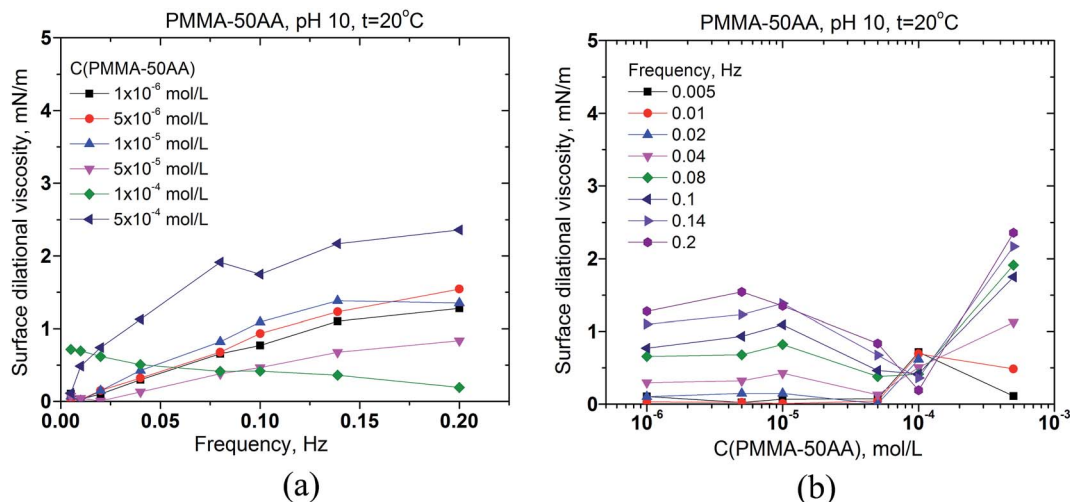 PMMA-50AA, pH 10, t=20°C
Surface dilational viscosity, mN/m
5
4
3
2
1
0
C(PMMA-50AA)
1x10⁻⁶ mol/L
5x10⁻⁶ mol/L
1x10⁻⁵ mol/L
5x10⁻⁵ mol/L
1x10⁻⁴ mol/L
5x10⁻⁴ mol/L
0.00 0.05 0.10 0.15 0.20
Frequency, Hz
(a)
PMMA-50AA, pH 10, t=20°C
Surface dilational viscosity, mN/m
5
4
3
2
1
0
Frequency, Hz
0.005
0.01
0.02
0.04
0.08
0.1
0.14
0.2
10⁻⁶ 10⁻⁵ 10⁻⁴ 10⁻³
C(PMMA-50AA), mol/L
(b)